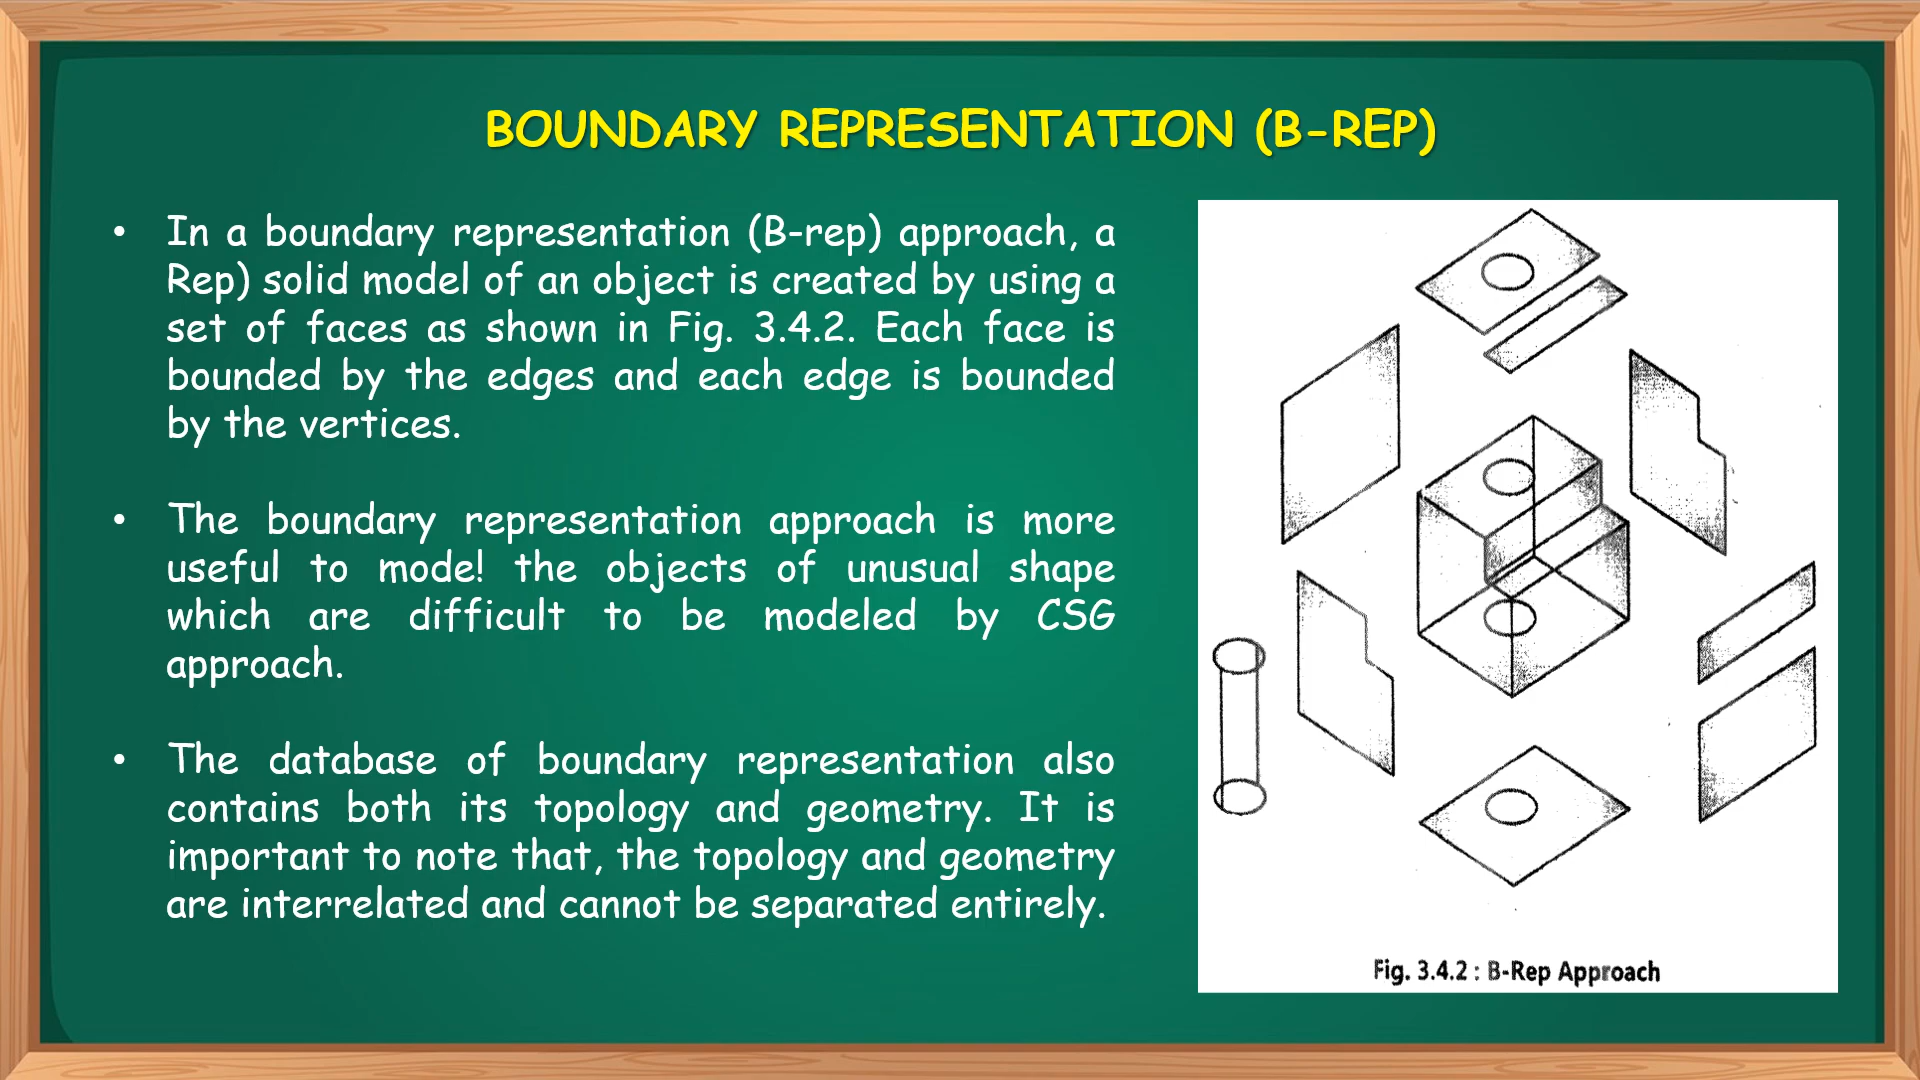 BOUNDARY REPRESENTATION (B-REP)
• In a boundary representation (B-rep) approach, a
Rep) solid model of an object is created by using a
set of faces as shown in Fig. 3.4.2. Each face is
bounded by the edges and each edge is bounded
by the vertices.
• The boundary representation approach is more
useful to mode! the objects of unusual shape
which are difficult to be modeled by CSG
approach.
• The database of boundary representation also
contains both its topology and geometry. It is
important to note that, the topology and geometry
are interrelated and cannot be separated entirely.
Fig. 3.4.2 : B-Rep Approach